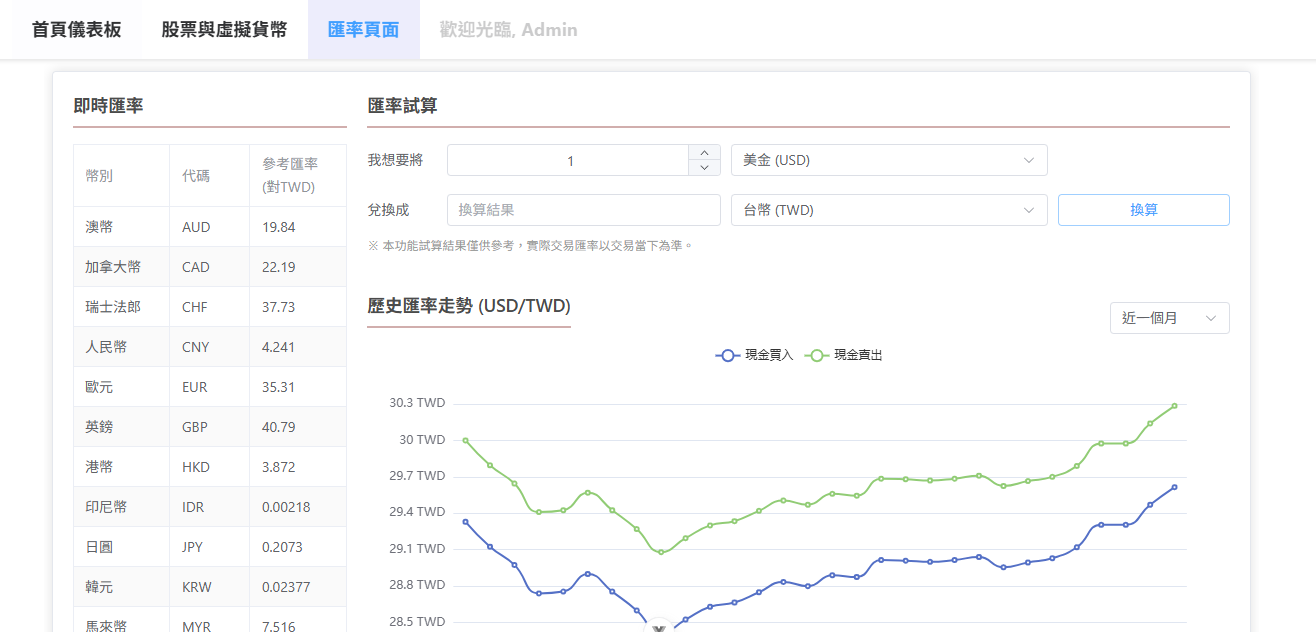 首頁儀表板 股票與虛擬貨幣 匯率頁面 歡迎光臨, Admin
即時匯率
幣別 代碼 參考匯率
(對TWD)
澳幣 AUD 19.84
加拿大幣 CAD 22.19
瑞士法郎 CHF 37.73
人民幣 CNY 4.241
歐元 EUR 35.31
英鎊 GBP 40.79
港幣 HKD 3.872
印尼幣 IDR 0.00218
日圓 JPY 0.2073
韓元 KRW 0.02377
馬來幣 MYR 7.516
匯率試算
我想要將 1 美金 (USD)
兌換成 換算結果 台幣 (TWD) 換算
※ 本功能試算結果僅供參考，實際交易匯率以交易當下為準。
歷史匯率走勢 (USD/TWD)
近一個月
現金買入 現金賣出
30.3 TWD
30 TWD
29.7 TWD
29.4 TWD
29.1 TWD
28.8 TWD
28.5 TWD